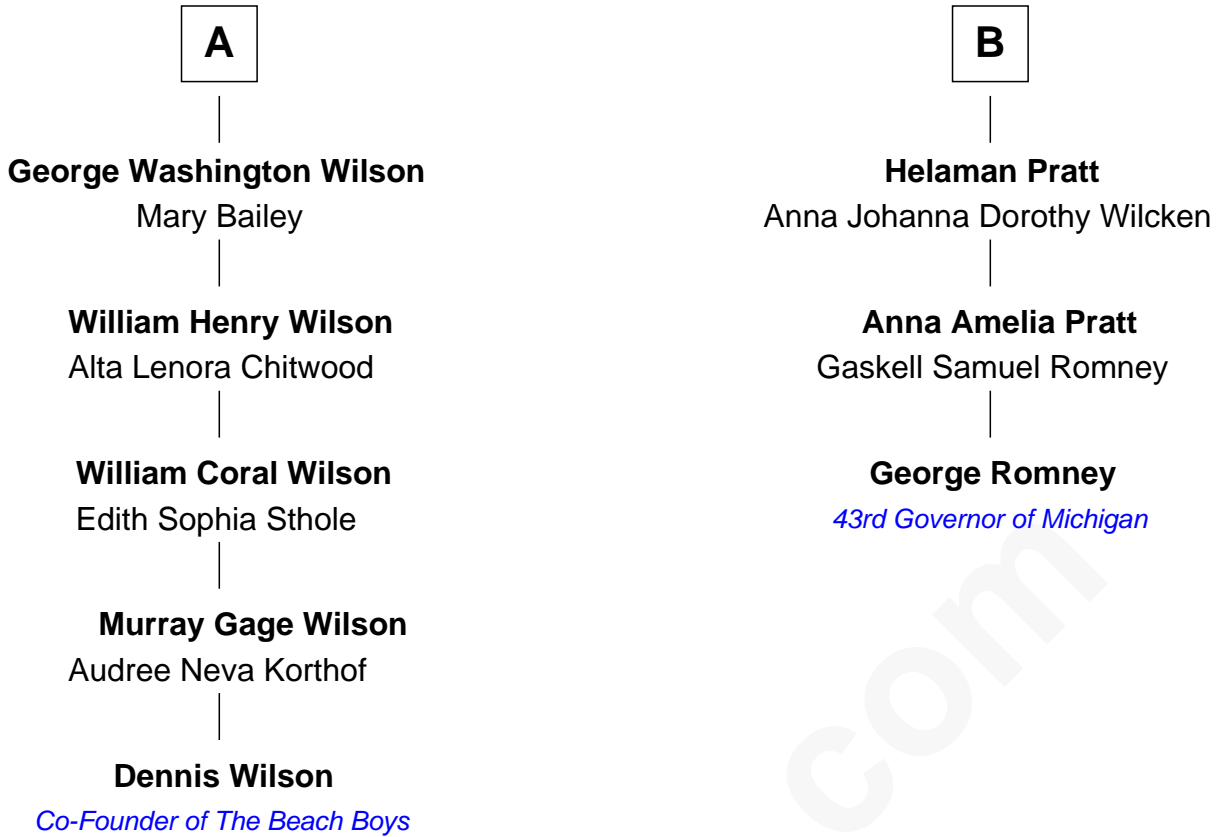 A
George Washington Wilson
Mary Bailey
William Henry Wilson
Alta Lenora Chitwood
William Coral Wilson
Edith Sophia Sthole
Murray Gage Wilson
Audree Neva Korthof
Dennis Wilson
Co-Founder of The Beach Boys
B
Helaman Pratt
Anna Johanna Dorothy Wilcken
Anna Amelia Pratt
Gaskell Samuel Romney
George Romney
43rd Governor of Michigan
com